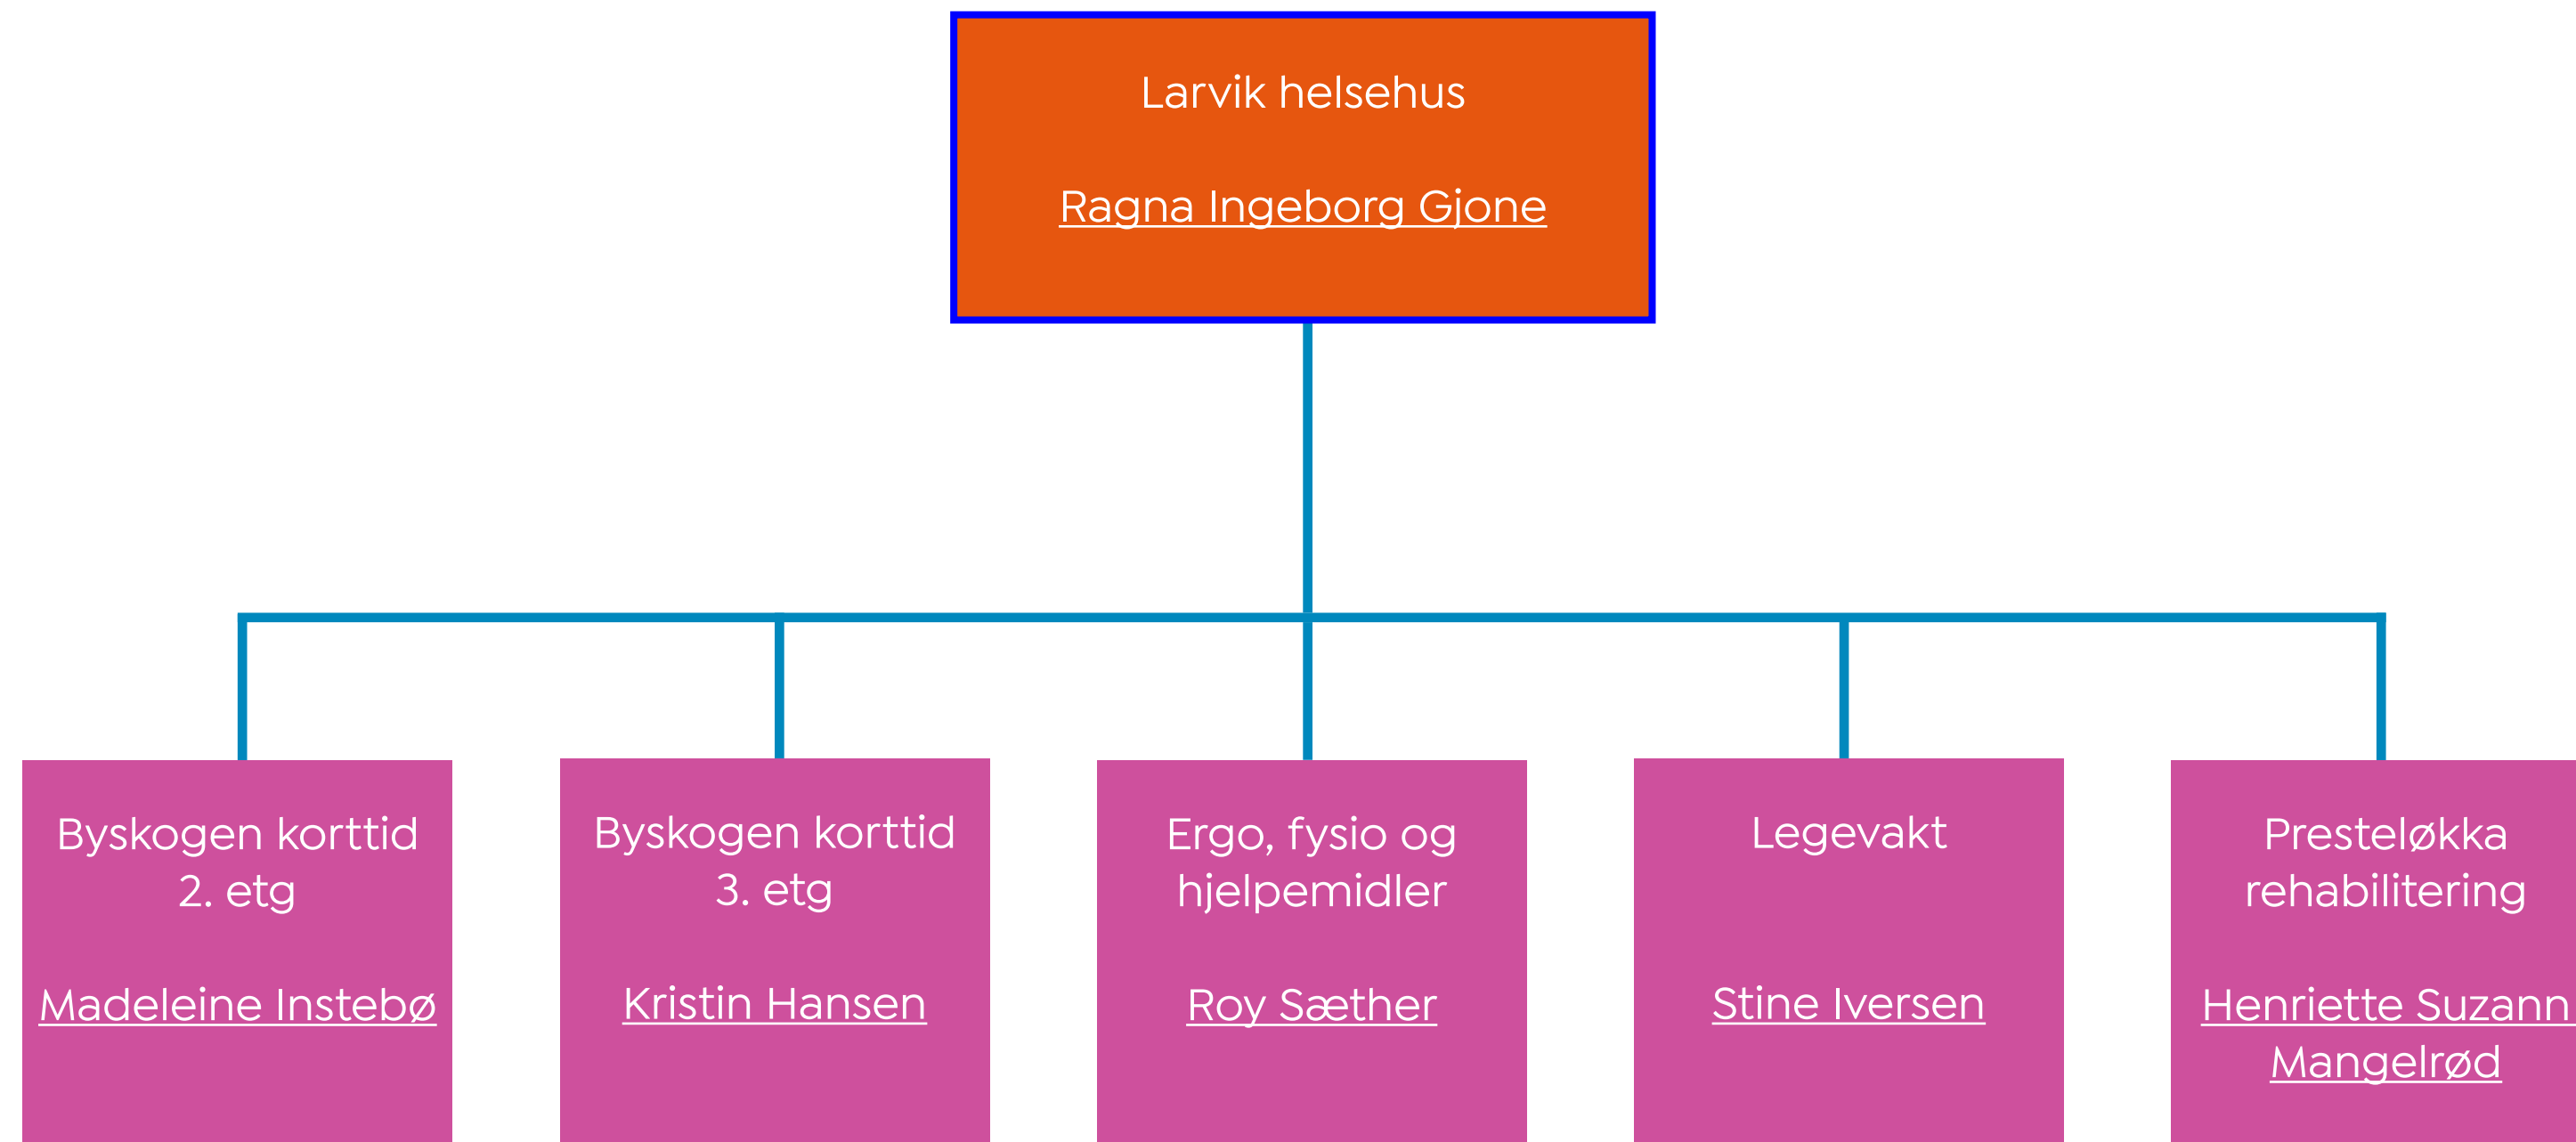 Larvik helsehus
Ragna Ingeborg Gjone
Byskogen korttid
2. etg
Madeleine Instebø
Byskogen korttid
3. etg
Kristin Hansen
Ergo, fysio og
hjelpemidler
Roy Sæther
Legevakt
Stine Iversen
Presteløkka
rehabilitering
Henriette Suzann
Mangelrød